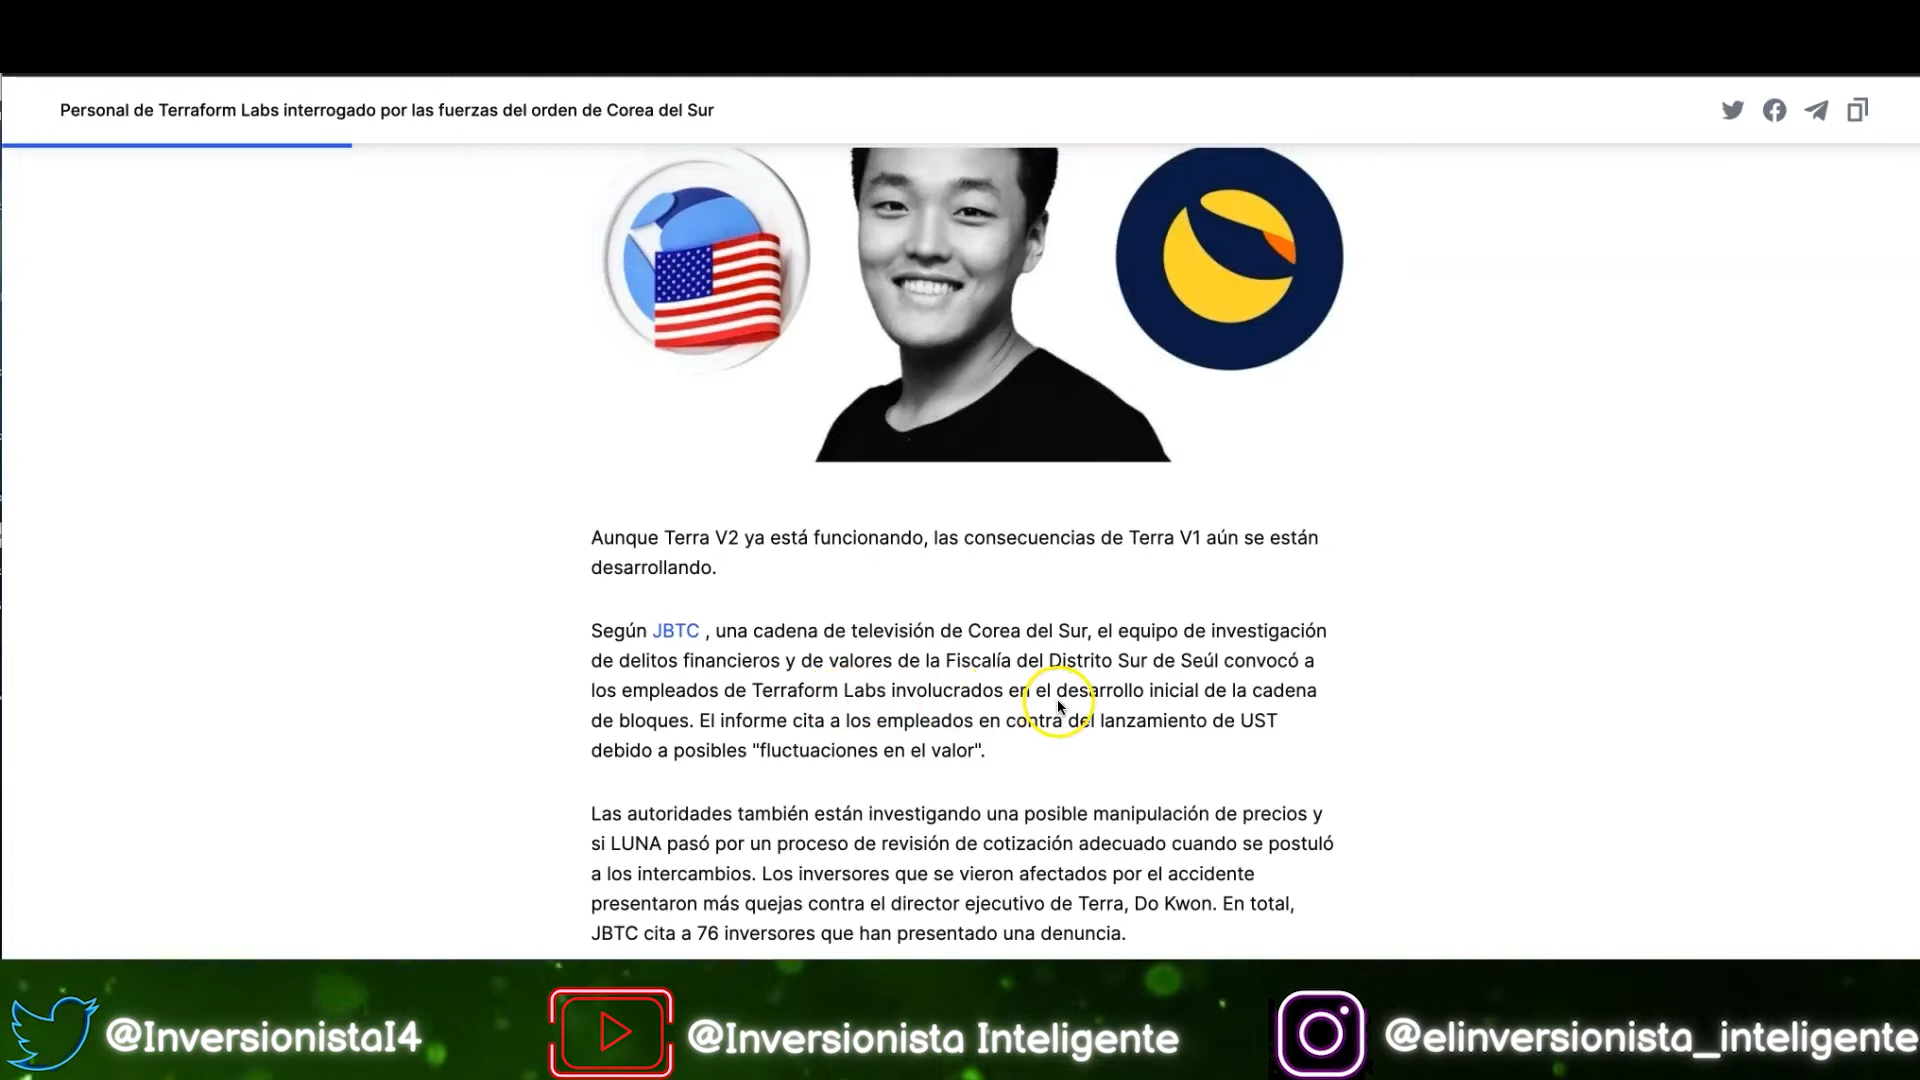 Personal de Terraform Labs interrogado por las fuerzas del orden de Corea del Sur
Aunque Terra V2 ya está funcionando, las consecuencias de Terra V1 aún se están
desarrollando.
Según JBTC , una cadena de televisión de Corea del Sur, el equipo de investigación
de delitos financieros y de valores de la Fiscalía del Distrito Sur de Seúl convocó a
los empleados de Terraform Labs involucrados en el desarrollo inicial de la cadena
de bloques. El informe cita a los empleados en contra del lanzamiento de UST
debido a posibles "fluctuaciones en el valor".
Las autoridades también están investigando una posible manipulación de precios y
si LUNA pasó por un proceso de revisión de cotización adecuado cuando se postuló
a los intercambios. Los inversores que se vieron afectados por el accidente
presentaron más quejas contra el director ejecutivo de Terra, Do Kwon. En total,
JBTC cita a 76 inversores que han presentado una denuncia.
@InversionistaI4
@Inversionista Inteligente
@elinversionista_inteligente